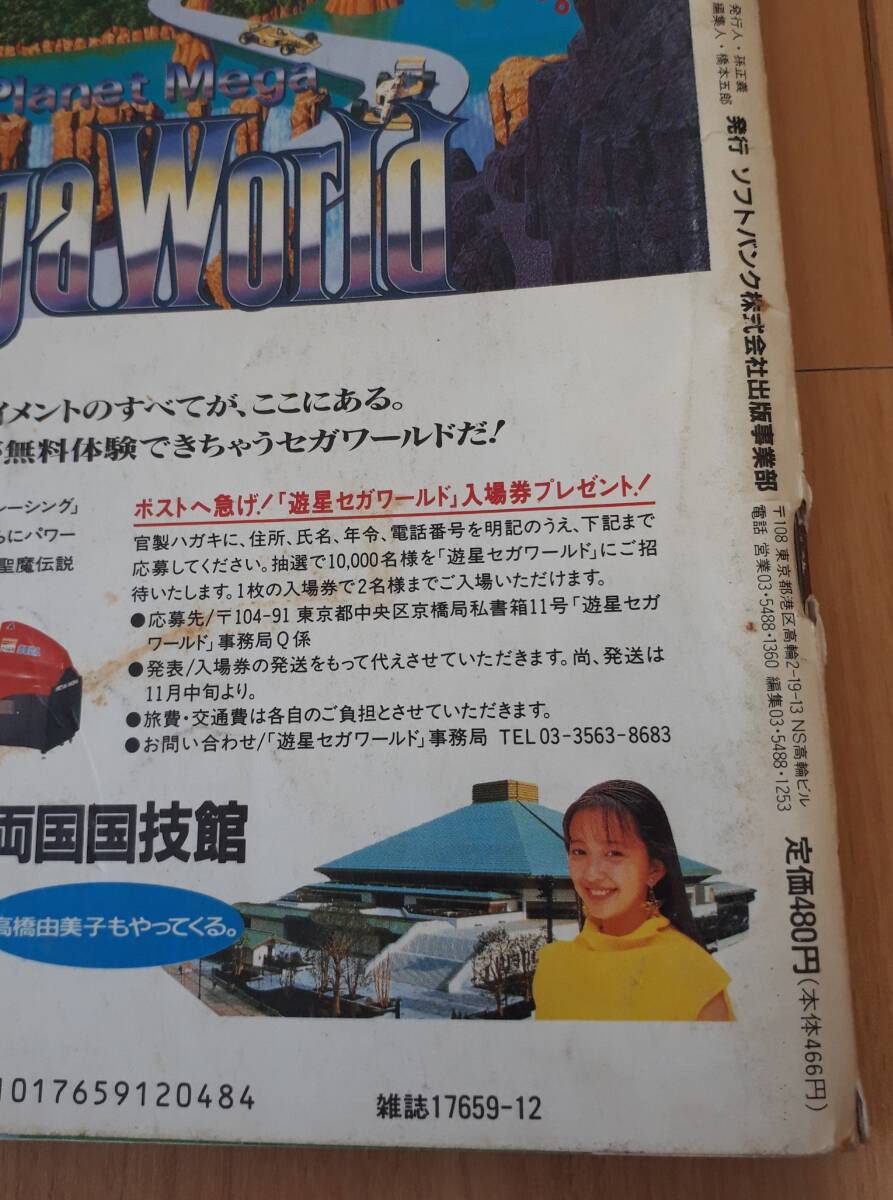 Planet Mega
gaWorld
イメントのすべてが、ここにある。
無料体験できちゃうセガワールドだ!
レーシング」
らにパワー
聖魔伝説
SEGA
ポストへ急げ!「遊星セガワールド」入場券プレゼント!
官製ハガキに、住所、氏名、年令、電話番号を明記のうえ、下記まで
応募してください。抽選で10,000名様を「遊星セガワールド」にご招
待いたします。1枚の入場券で2名様までご入場いただけます。
●応募先/〒104-91 東京都中央区京橋局私書箱11号「遊星セガ
ワールド」事務局Q係
●発表/入場券の発送をもって代えさせていただきます。尚、発送は
11月中旬より。
●旅費・交通費は各自のご負担とさせていただきます。
●お問い合わせ/「遊星セガワールド」事務局 TEL03-3563-8683
両国国技館
高橋由美子もやってくる。
1017659120484
雑誌17659-12
発行人・孫正義
編集人・橋本五郎
発行 ソフトバンク株式会社出版事業部
〒108 東京都港区高輪2-19-13 NS高輪ビル
電話 営業03・5488・1360 編集03・5488・1253
定価480円(本体466円)